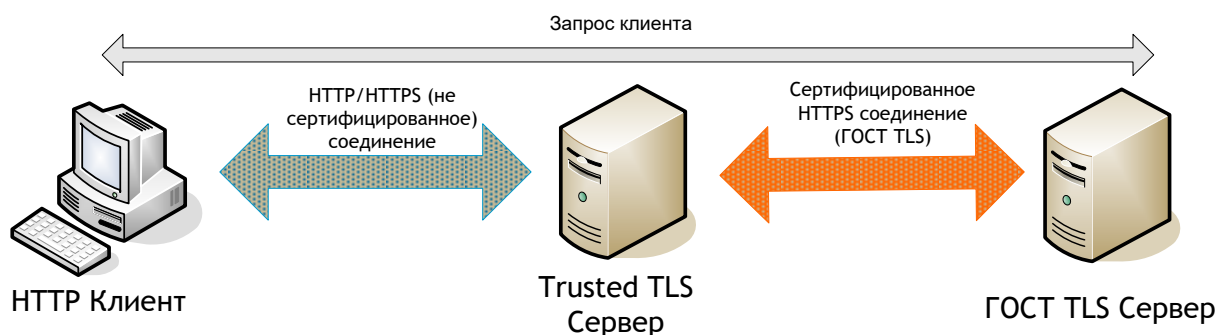 Запрос клиента
HTTP/HTTPS (не
сертифицированное)
соединение
Сертифицированное
HTTPS соединение
(ГОСТ TLS)
HTTP Клиент
Trusted TLS
Сервер
ГОСТ TLS Сервер